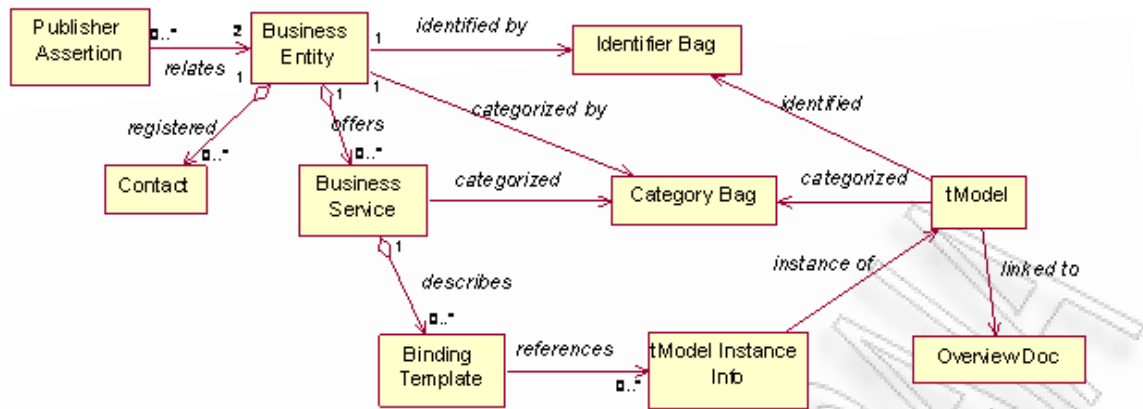 Publisher
Assertion
0..*
2
relates
Business
Entity
1
identified by
Identifier Bag
1
1
1
registered
offers
categorized by
identified
0..*
0..*
Contact
Business
Service
categorized
Category Bag
categorized
tModel
1
describes
instance of
linked to
0..*
Binding
Template
references
0..*
tModel Instance
Info
Overview Doc